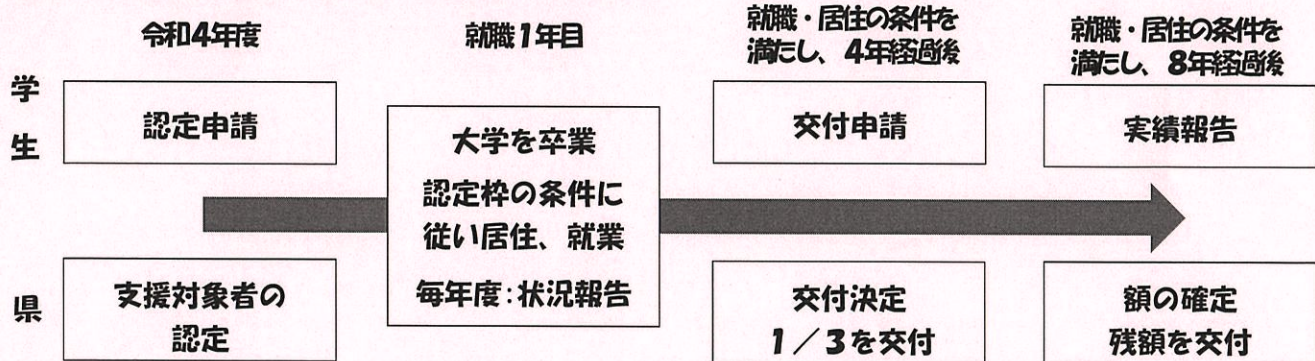 令和4年度
就職1年目
就職・居住の条件を
満たし、4年経過後
就職・居住の条件を
満たし、8年経過後
学
生
認定申請
大学を卒業
認定枠の条件に
従い居住、就業
毎年度：状況報告
交付申請
実績報告
県
支援対象者の
認定
交付決定
1／3を交付
額の確定
残額を交付